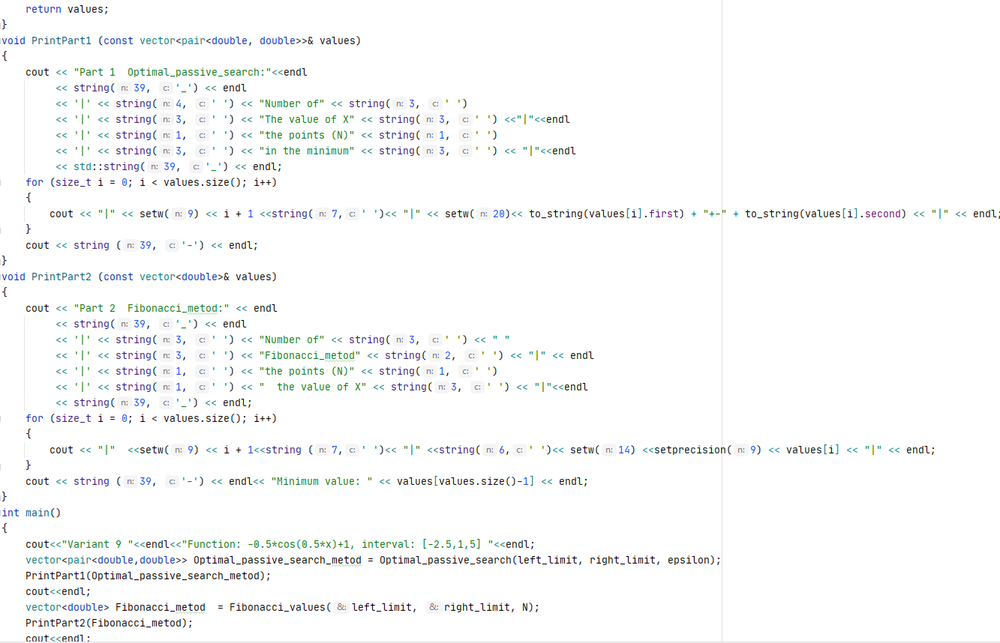 return values;
}
void PrintPart1 (const vector<pair<double, double>>& values)
{
    cout << "Part 1  Optimal_passive_search:"<<endl
         << string( n: 39, c: '_') << endl
         << '|' << string( n: 4, c: ' ') << "Number of" << string( n: 3, c: ' ')
         << '|' << string( n: 3, c: ' ') << "The value of X" << string( n: 3, c: ' ') <<"|"<<endl
         << '|' << string( n: 1, c: ' ') << "the points (N)" << string( n: 1, c: ' ')
         << '|' << string( n: 3, c: ' ') << "in the minimum" << string( n: 3, c: ' ') << "|"<<endl
         << std::string( n: 39, c: '_') << endl;
    for (size_t i = 0; i < values.size(); i++)
    {
        cout << "|" << setw( n: 9) << i + 1 <<string( n: 7, c: ' ')<< "|" << setw( n: 20)<< to_string(values[i].first) + "+-" + to_string(values[i].second) << "|" << endl;
    }
    cout << string ( n: 39, c: '-') << endl;
}
void PrintPart2 (const vector<double>& values)
{
    cout << "Part 2  Fibonacci_metod:" << endl
         << string( n: 39, c: '_') << endl
         << '|' << string( n: 3, c: ' ') << "Number of" << string( n: 3, c: ' ') << " "
         << '|' << string( n: 3, c: ' ') << "Fibonacci_metod" << string( n: 2, c: ' ') << "|" << endl
         << '|' << string( n: 1, c: ' ') << "the points (N)" << string( n: 1, c: ' ')
         << '|' << string( n: 1, c: ' ') << "  the value of X" << string( n: 3, c: ' ') << "|"<<endl
         << string( n: 39, c: '_') << endl;
    for (size_t i = 0; i < values.size(); i++)
    {
        cout << "|"  <<setw( n: 9) << i + 1<<string ( n: 7, c: ' ')<< "|" <<string( n: 6, c: ' ')<< setw( n: 14) <<setprecision( n: 9) << values[i] << "|" << endl;
    }
    cout << string ( n: 39, c: '-') << endl<< "Minimum value: " << values[values.size()-1] << endl;
}
int main()
{
    cout<<"Variant 9 "<<endl<<"Function: -0.5*cos(0.5*x)+1, interval: [-2.5,1,5] "<<endl;
    vector<pair<double,double>> Optimal_passive_search_metod = Optimal_passive_search(left_limit, right_limit, epsilon);
    PrintPart1(Optimal_passive_search_metod);
    cout<<endl;
    vector<double> Fibonacci_metod  = Fibonacci_values( &: left_limit, &: right_limit, N);
    PrintPart2(Fibonacci_metod);
    cout<<endl;